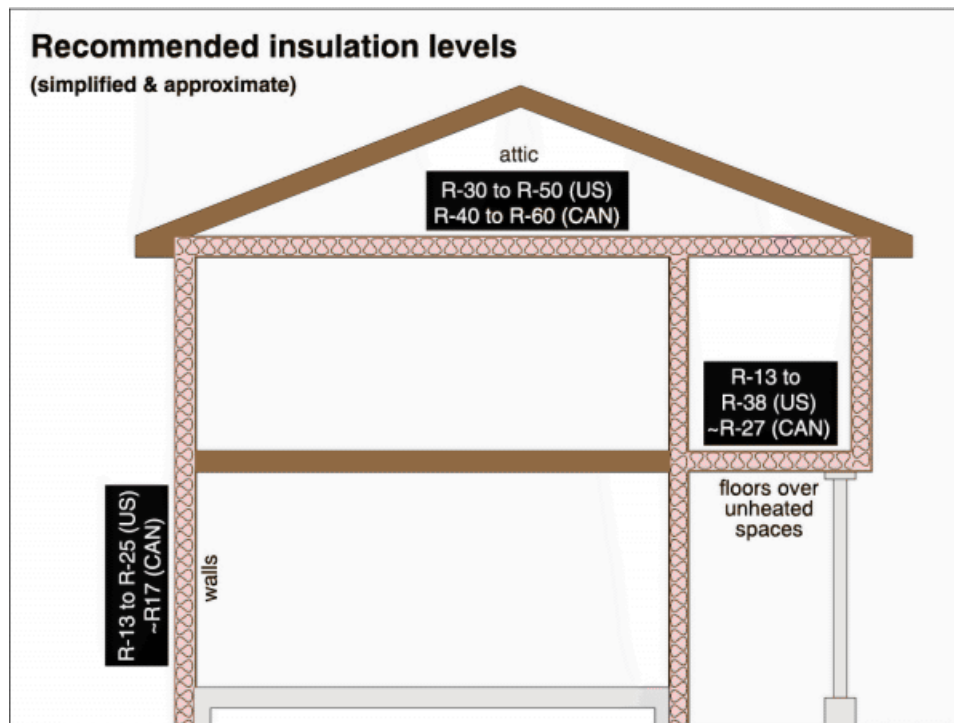 Recommended insulation levels
(simplified & approximate)
attic
R-30 to R-50 (US)
R-40 to R-60 (CAN)
R-13 to
R-38 (US)
~R-27 (CAN)
floors over
unheated
spaces
R-13 to R-25 (US)
~R17 (CAN)
walls